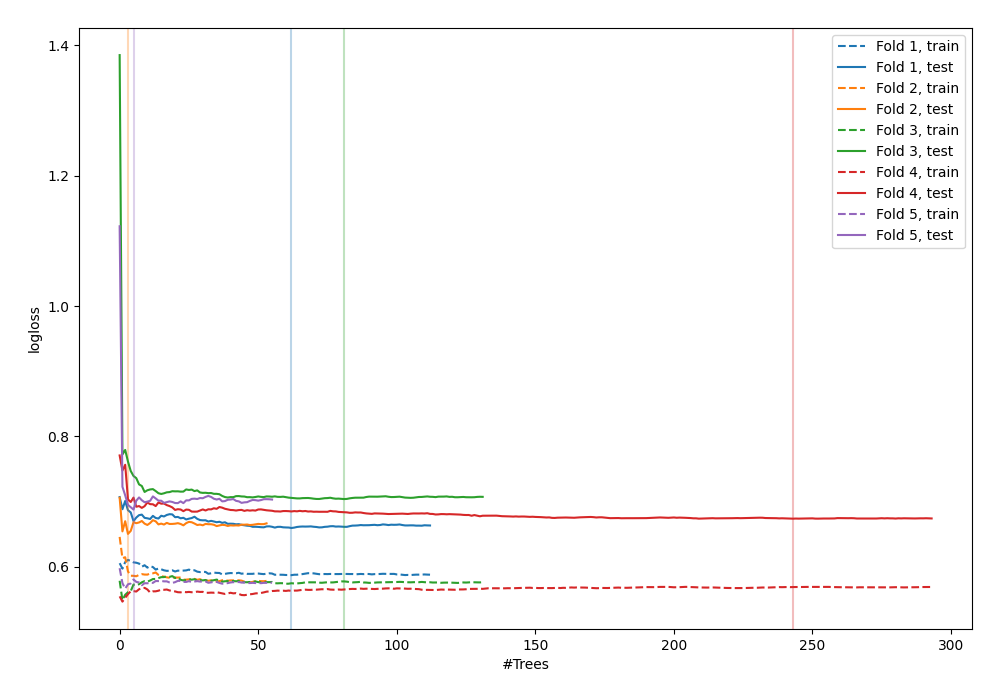 1.4
1.2
1.0
0.8
0.6
logloss
0
50
100
150
200
250
300
#Trees
Fold 1, train
Fold 1, test
Fold 2, train
Fold 2, test
Fold 3, train
Fold 3, test
Fold 4, train
Fold 4, test
Fold 5, train
Fold 5, test